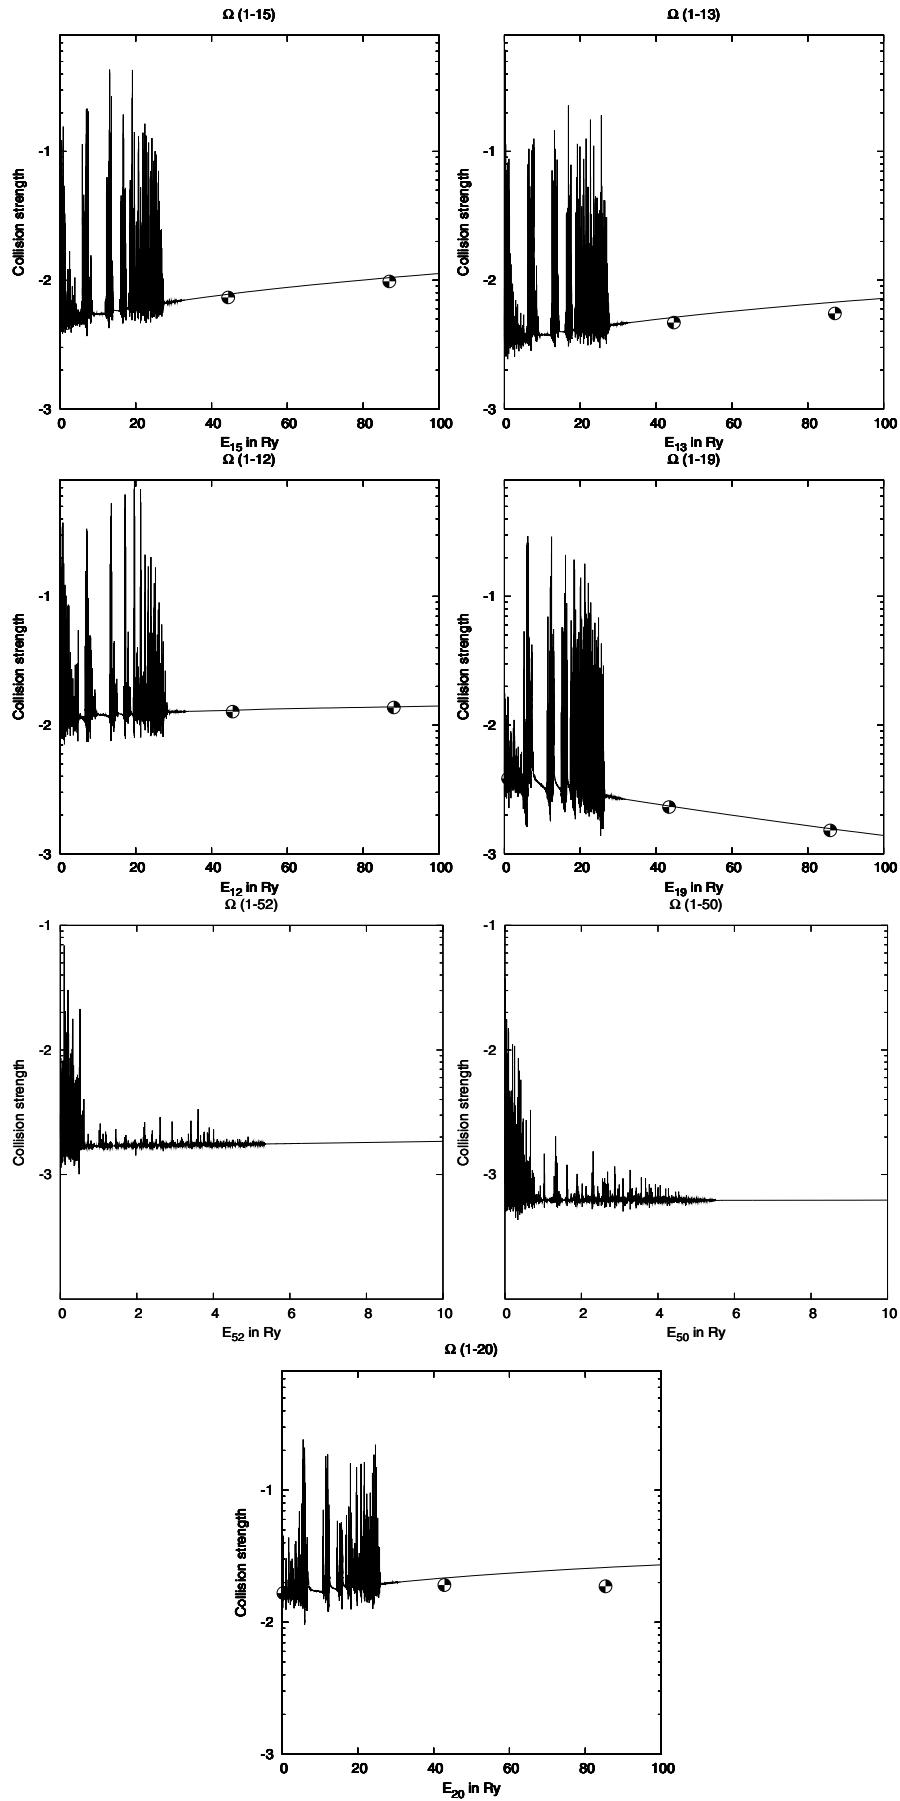 Ω (1-15)
Collision strength
-1
-2
-3
0 20 40 60 80 100
E15 in Ry
Ω (1-13)
Collision strength
-1
-2
-3
0 20 40 60 80 100
E13 in Ry
Ω (1-12)
Collision strength
-1
-2
-3
0 20 40 60 80 100
E12 in Ry
Ω (1-19)
Collision strength
-1
-2
-3
0 20 40 60 80 100
E19 in Ry
Ω (1-52)
Collision strength
-1
-2
-3
0 2 4 6 8 10
E52 in Ry
Ω (1-50)
Collision strength
-1
-2
-3
0 2 4 6 8 10
E50 in Ry
Ω (1-20)
Collision strength
-1
-2
-3
0 20 40 60 80 100
E20 in Ry